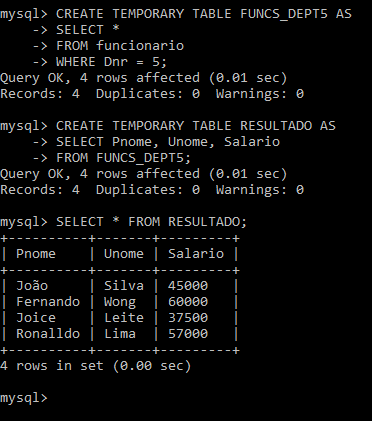 mysql> CREATE TEMPORARY TABLE FUNCS_DEPT5 AS
    -> SELECT *
    -> FROM funcionario
    -> WHERE Dnr = 5;
Query OK, 4 rows affected (0.01 sec)
Records: 4  Duplicates: 0  Warnings: 0

mysql> CREATE TEMPORARY TABLE RESULTADO AS
    -> SELECT Pnome, Unome, Salario
    -> FROM FUNCS_DEPT5;
Query OK, 4 rows affected (0.01 sec)
Records: 4  Duplicates: 0  Warnings: 0

mysql> SELECT * FROM RESULTADO;
+----------+-------+---------+
| Pnome    | Unome | Salario |
+----------+-------+---------+
| João     | Silva | 45000   |
| Fernando | Wong  | 60000   |
| Joice    | Leite | 37500   |
| Ronalldo | Lima  | 57000   |
+----------+-------+---------+
4 rows in set (0.00 sec)

mysql>